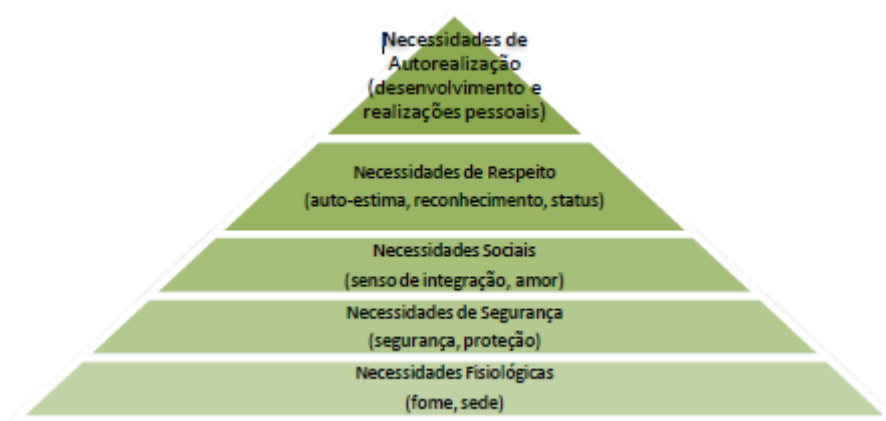 Necessidades de
Autorealização
(desenvolvimento e
realizações pessoais)
Necessidades de Respeito
(auto-estima, reconhecimento, status)
Necessidades Sociais
(senso de integração, amor)
Necessidades de Segurança
(segurança, proteção)
Necessidades Fisiológicas
(fome, sede)